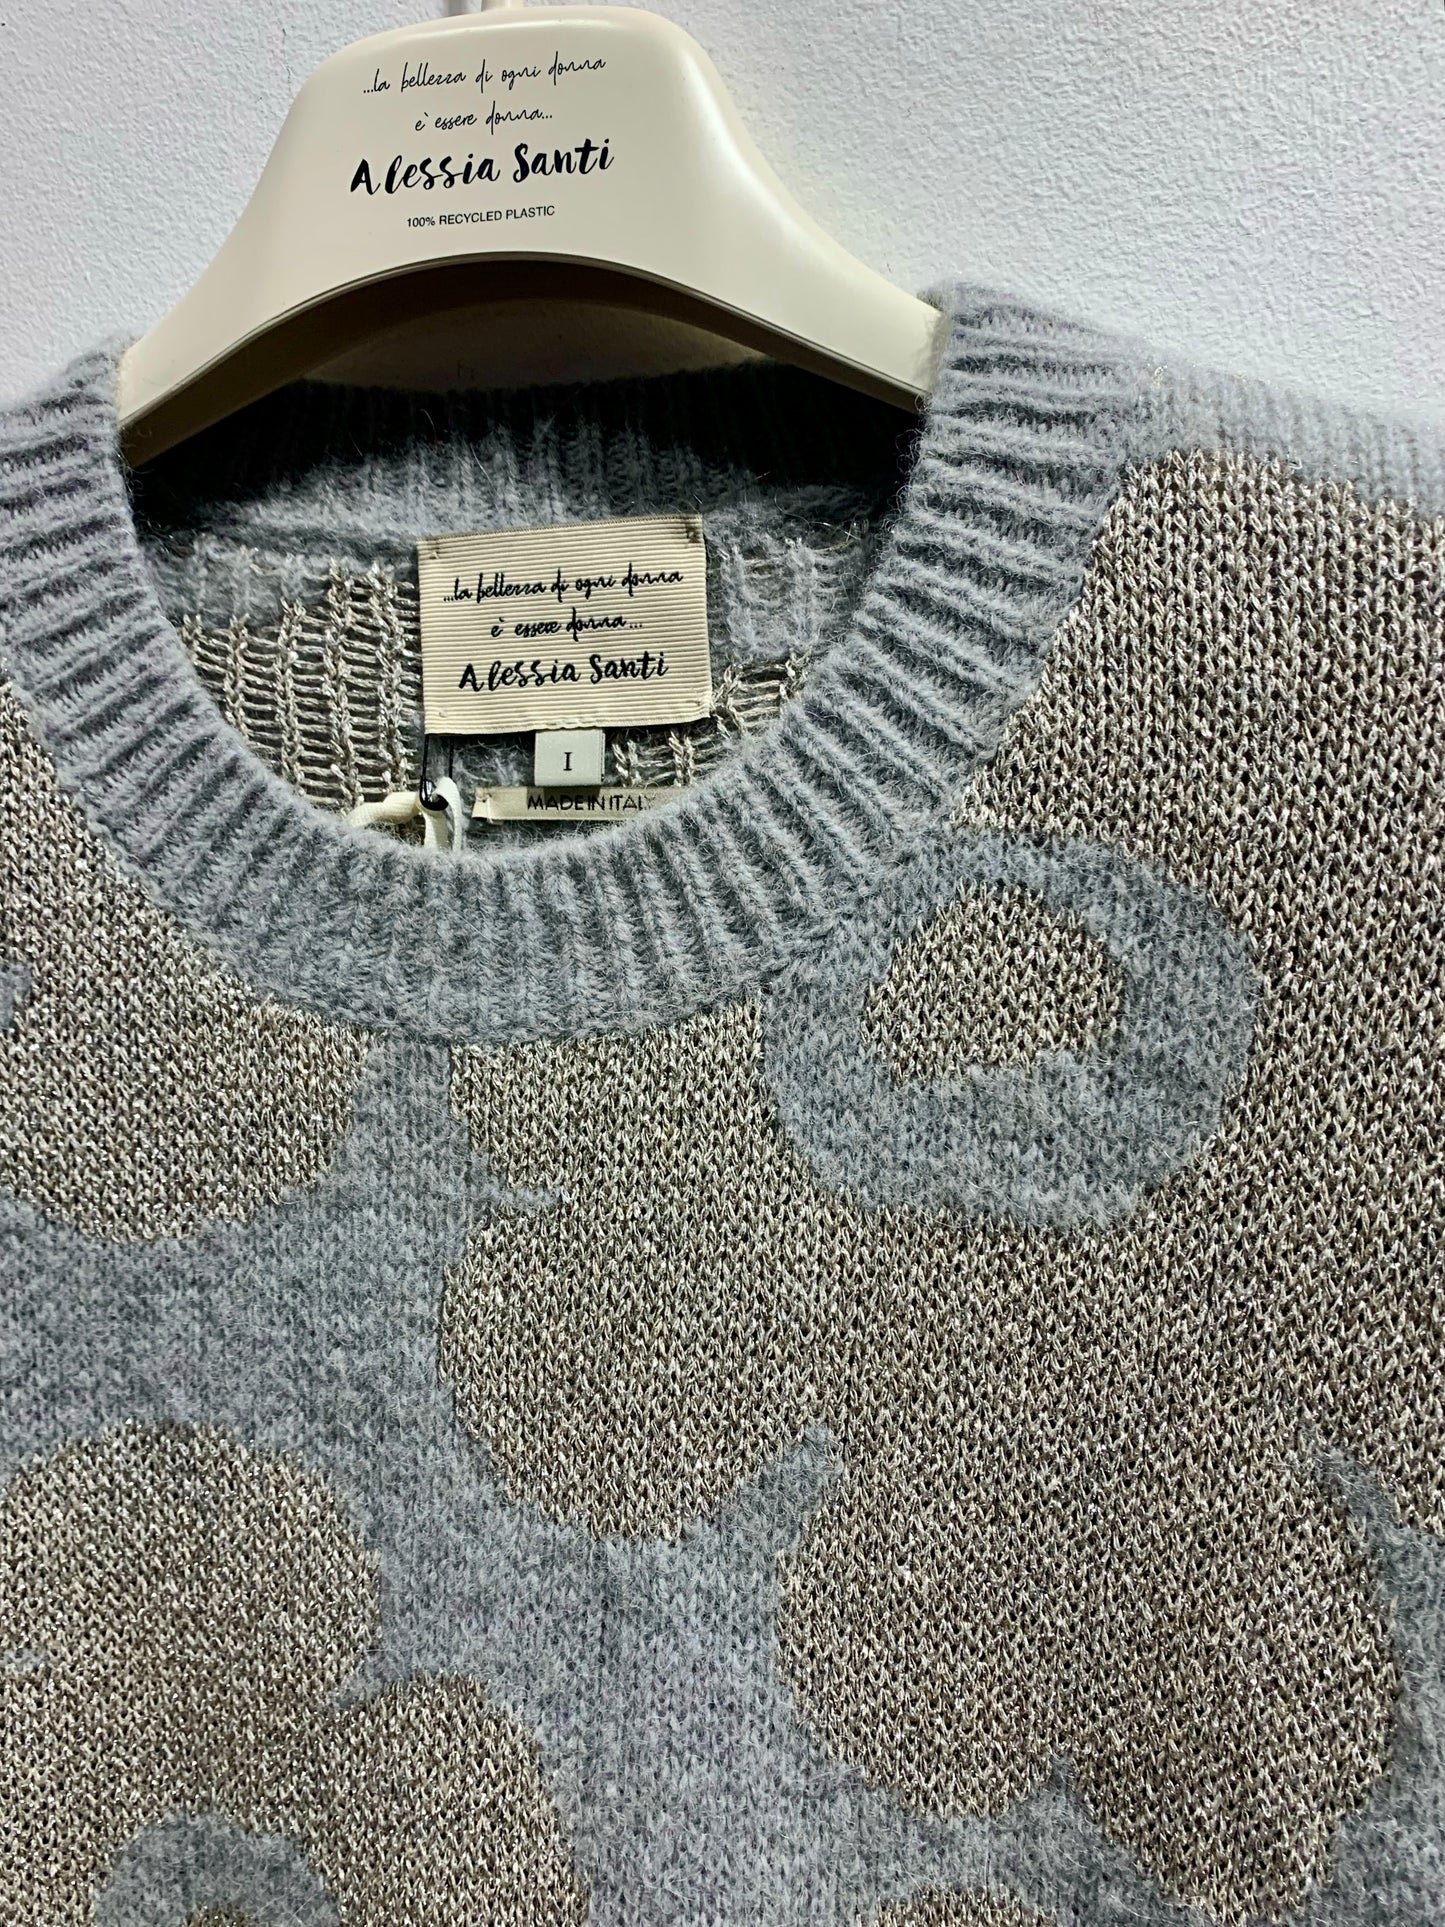 ...la bellezza di ogni donna
e' essere donna...
Alessia Santi
100% RECYCLED PLASTIC
...la bellezza di ogni donna
e' essere donna...
Alessia Santi
I
MADE IN ITALY